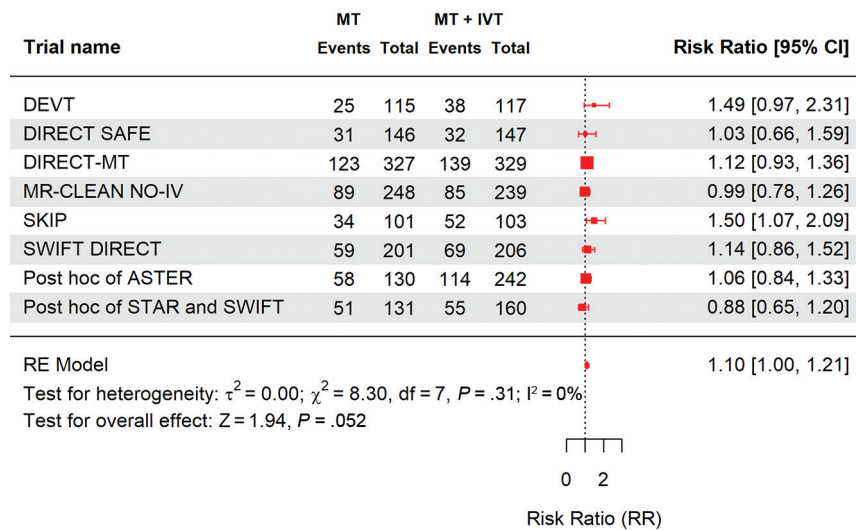 MT MT + IVT
Trial name Events Total Events Total Risk Ratio [95% CI]
DEVT 25 115 38 117 1.49 [0.97, 2.31]
DIRECT SAFE 31 146 32 147 1.03 [0.66, 1.59]
DIRECT-MT 123 327 139 329 1.12 [0.93, 1.36]
MR-CLEAN NO-IV 89 248 85 239 0.99 [0.78, 1.26]
SKIP 34 101 52 103 1.50 [1.07, 2.09]
SWIFT DIRECT 59 201 69 206 1.14 [0.86, 1.52]
Post hoc of ASTER 58 130 114 242 1.06 [0.84, 1.33]
Post hoc of STAR and SWIFT 51 131 55 160 0.88 [0.65, 1.20]
RE Model 1.10 [1.00, 1.21]
Test for heterogeneity: τ² = 0.00; χ² = 8.30, df = 7, P = .31; I² = 0%
Test for overall effect: Z = 1.94, P = .052
0 2
Risk Ratio (RR)